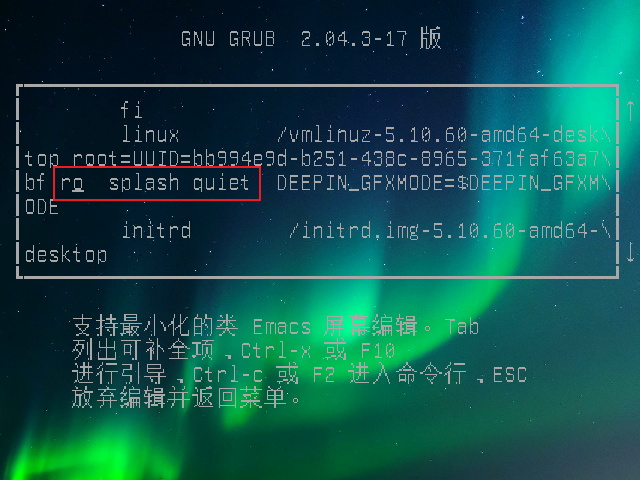 GNU GRUB 2.04.3-17 版
fi
linux /vmlinuz-5.10.60-amd64-desk\
top root=UUID=bb994e9d-b251-438c-8965-371faf63a7\
bf ro splash quiet DEEPIN_GFXMODE=$DEEPIN_GFXM\
ODE
initrd /initrd.img-5.10.60-amd64-\
desktop
支持最小化的类 Emacs 屏幕编辑。Tab
列出可补全项，Ctrl-x 或 F10
进行引导，Ctrl-c 或 F2 进入命令行，ESC
放弃编辑并返回菜单。